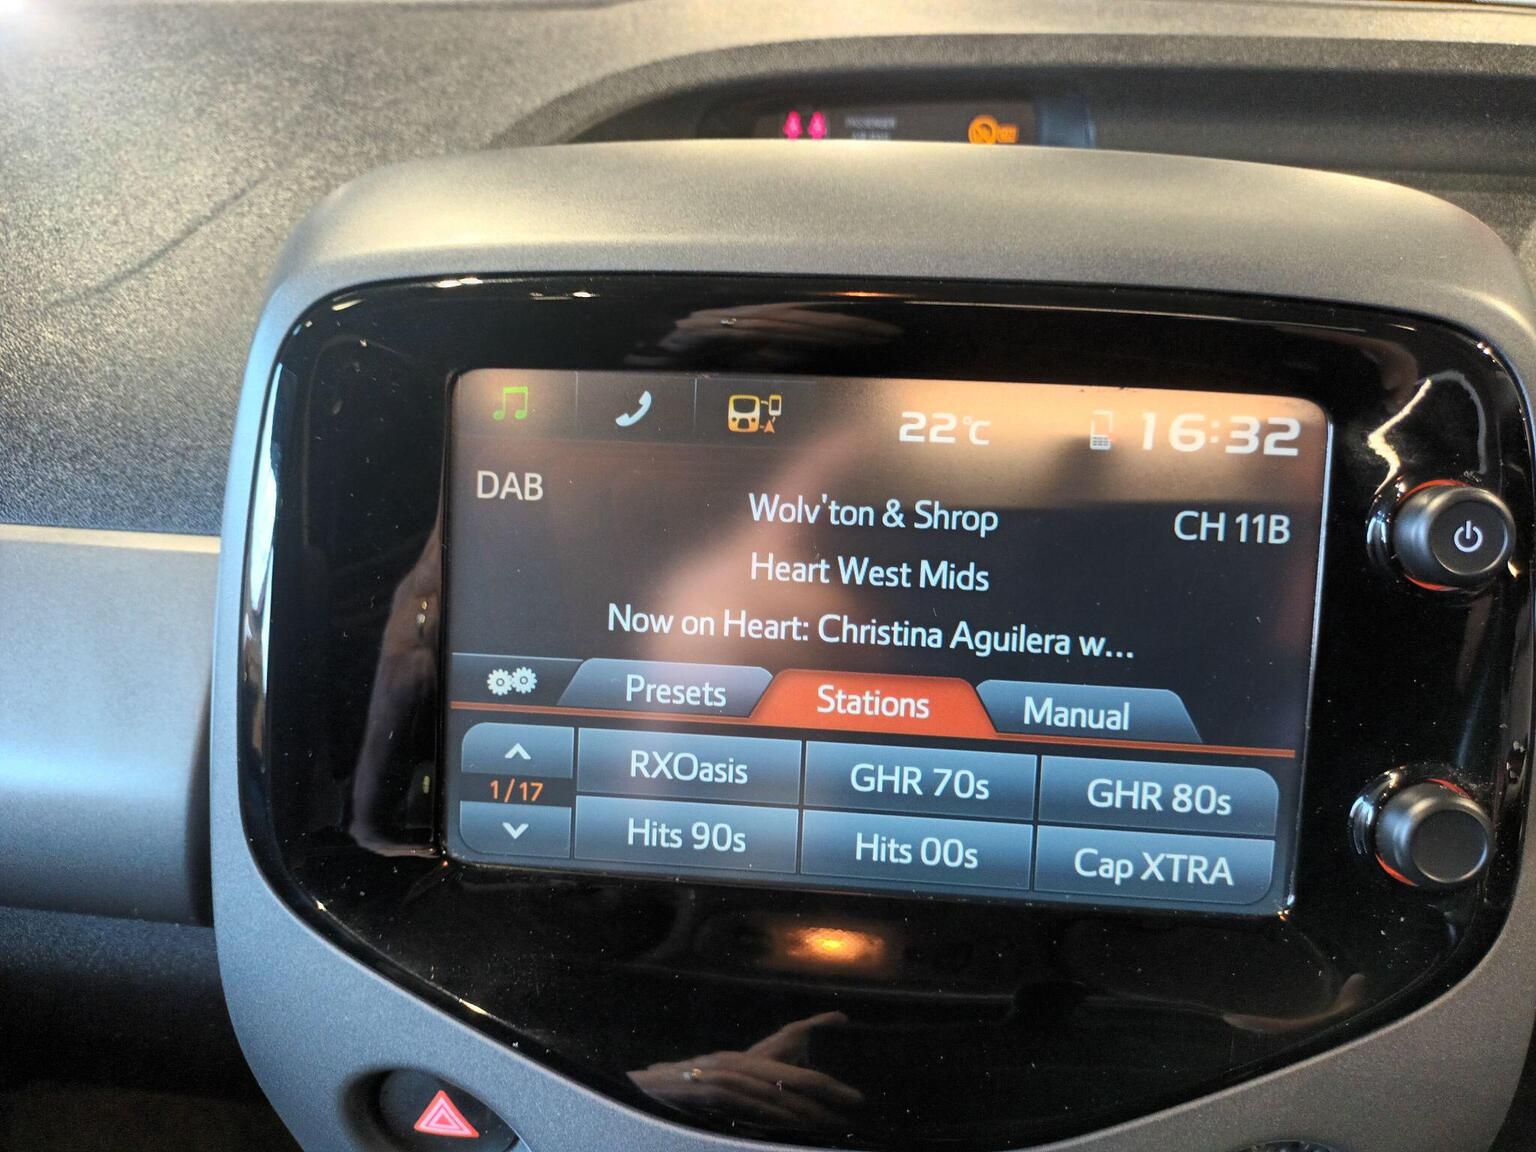 22°C 16:32
DAB
Wolv'ton & Shrop
CH 11B
Heart West Mids
Now on Heart: Christina Aguilera w...
Presets Stations Manual
RXOasis GHR 70s GHR 80s
1/17
Hits 90s Hits 00s Cap XTRA